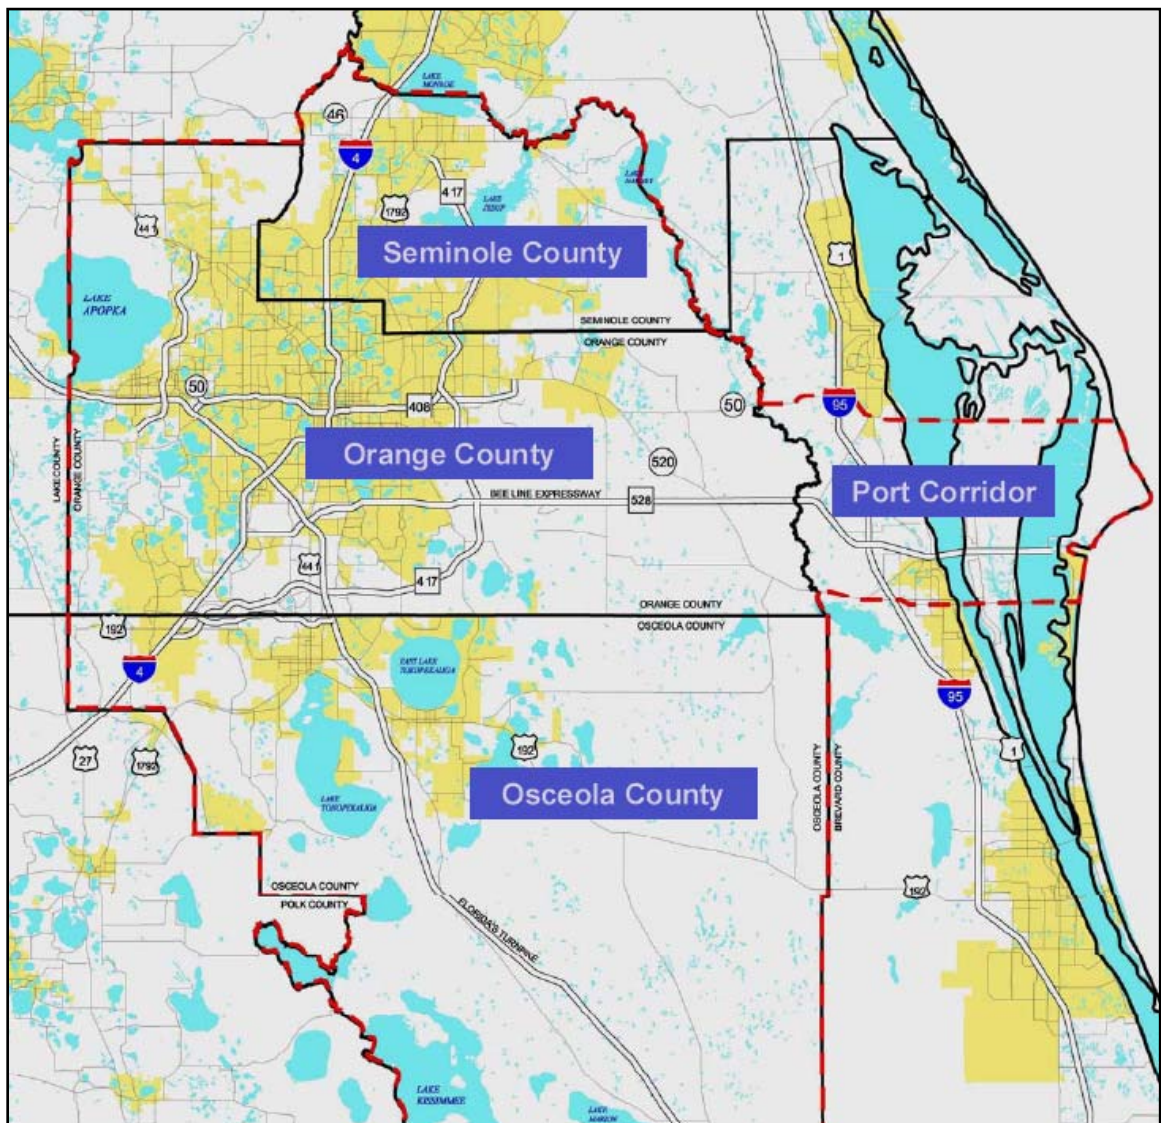 LAKE
MONROE
46
4
417
LAKE
JESUP
1792
441
Seminole County
1
LAKE
APOPKA
SEMINOLE COUNTY
ORANGE COUNTY
50
408
50
95
LAKE COUNTY
ORANGE COUNTY
Orange County
520
Port Corridor
BEE LINE EXPRESSWAY
528
441
417
ORANGE COUNTY
OSCEOLA COUNTY
192
4
EAST LAKE
TOHOPEKALIGA
95
27
1792
192
1
OSCEOLA COUNTY
BREVARD COUNTY
Osceola County
LAKE
TOHOPEKALIGA
192
OSCEOLA COUNTY
POLK COUNTY
FLORIDA'S TURNPIKE
LAKE
KISSIMMEE
LAKE
MARION